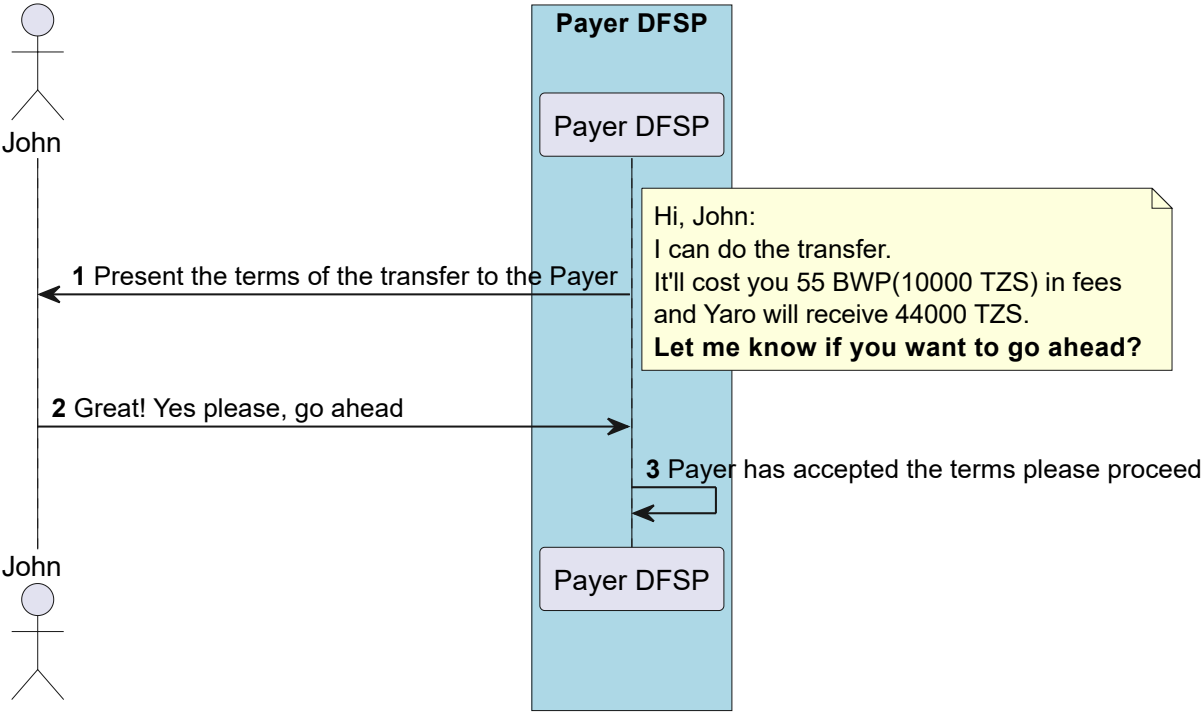 Payer DFSP
John
Payer DFSP
Hi, John:
I can do the transfer.
It'll cost you 55 BWP(10000 TZS) in fees
and Yaro will receive 44000 TZS.
Let me know if you want to go ahead?
1 Present the terms of the transfer to the Payer
2 Great! Yes please, go ahead
3 Payer has accepted the terms please proceed
John
Payer DFSP